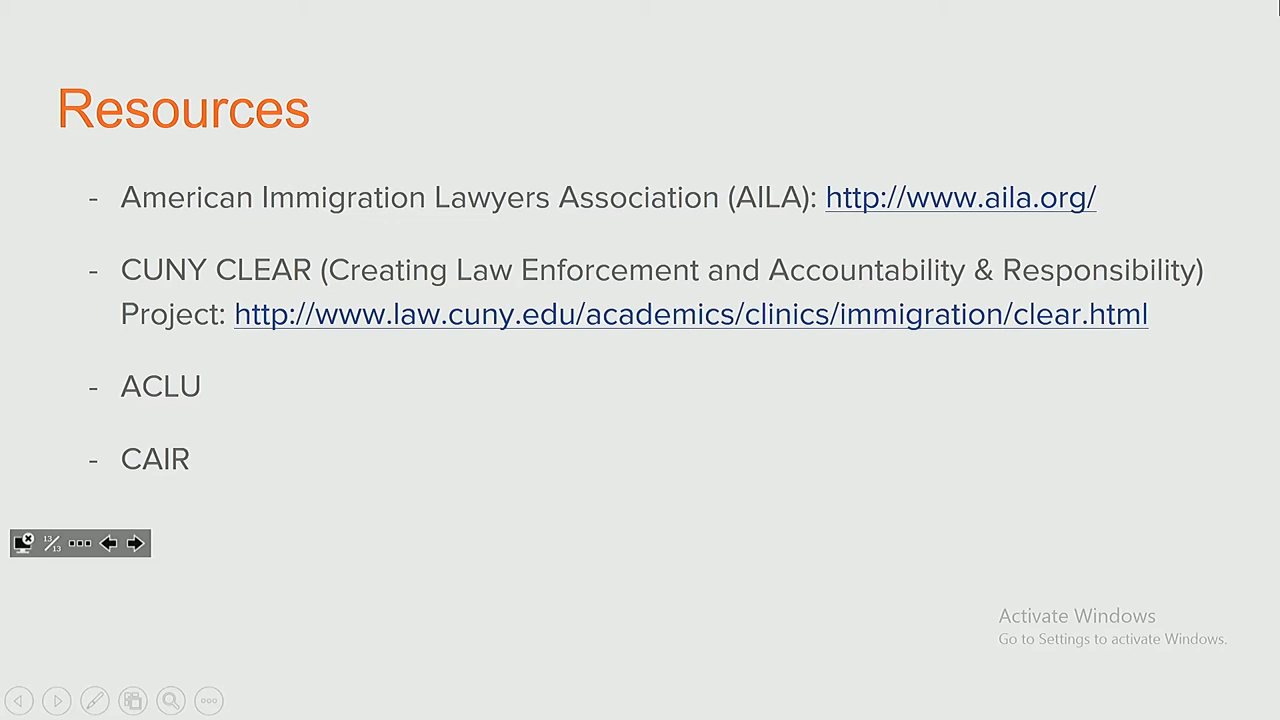 Resources
- American Immigration Lawyers Association (AILA): http://www.aila.org/
- CUNY CLEAR (Creating Law Enforcement and Accountability & Responsibility)
Project: http://www.law.cuny.edu/academics/clinics/immigration/clear.html
- ACLU
- CAIR
13/13
Activate Windows
Go to Settings to activate Windows.